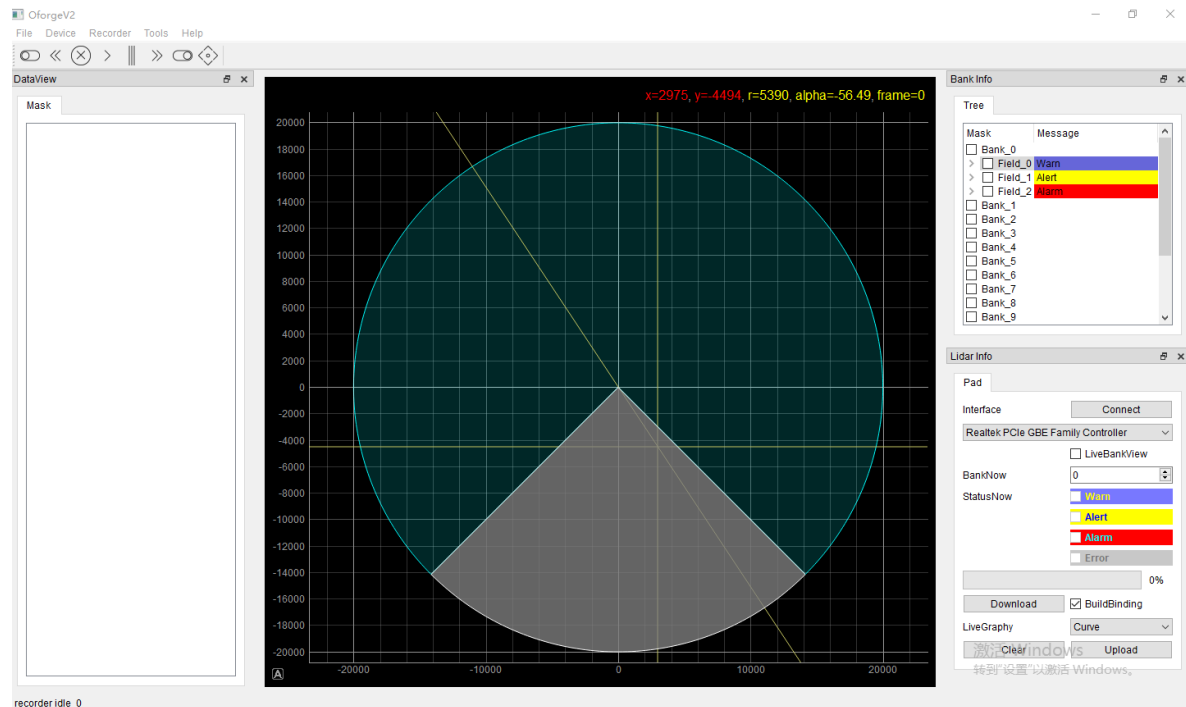 OforgeV2
File Device Recorder Tools Help
DataView
Mask
x=2975, y=-4494, r=5390, alpha=-56.49, frame=0
20000
18000
16000
14000
12000
10000
8000
6000
4000
2000
0
-2000
-4000
-6000
-8000
-10000
-12000
-14000
-16000
-18000
-20000
-20000 -10000 0 10000 20000
A
Bank Info
Tree
Mask Message
Bank_0
Field_0 Warn
Field_1 Alert
Field_2 Alarm
Bank_1
Bank_2
Bank_3
Bank_4
Bank_5
Bank_6
Bank_7
Bank_8
Bank_9
Lidar Info
Pad
Interface Connect
Realtek PCIe GBE Family Controller
LiveBankView
BankNow 0
StatusNow Warn
Alert
Alarm
Error
0%
Download BuildBinding
LiveGraphy Curve
Clear Upload
激活 Windows
转到“设置”以激活 Windows。
recorder idle 0